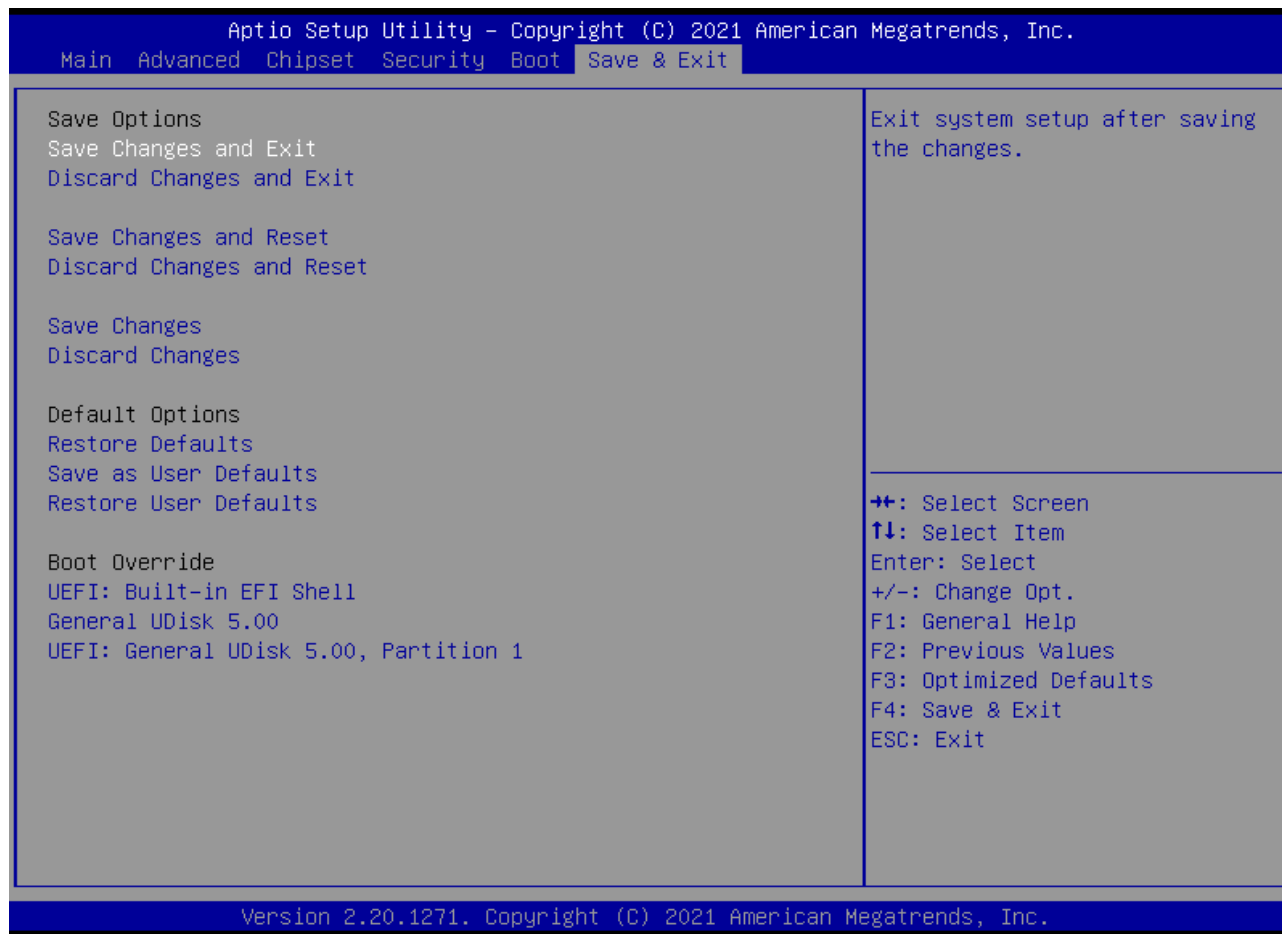 Aptio Setup Utility – Copyright (C) 2021 American Megatrends, Inc.
Main Advanced Chipset Security Boot Save & Exit
Save Options
Save Changes and Exit
Discard Changes and Exit
Save Changes and Reset
Discard Changes and Reset
Save Changes
Discard Changes
Default Options
Restore Defaults
Save as User Defaults
Restore User Defaults
Boot Override
UEFI: Built-in EFI Shell
General UDisk 5.00
UEFI: General UDisk 5.00, Partition 1
Exit system setup after saving
the changes.
→←: Select Screen
↑↓: Select Item
Enter: Select
+/-: Change Opt.
F1: General Help
F2: Previous Values
F3: Optimized Defaults
F4: Save & Exit
ESC: Exit
Version 2.20.1271. Copyright (C) 2021 American Megatrends, Inc.